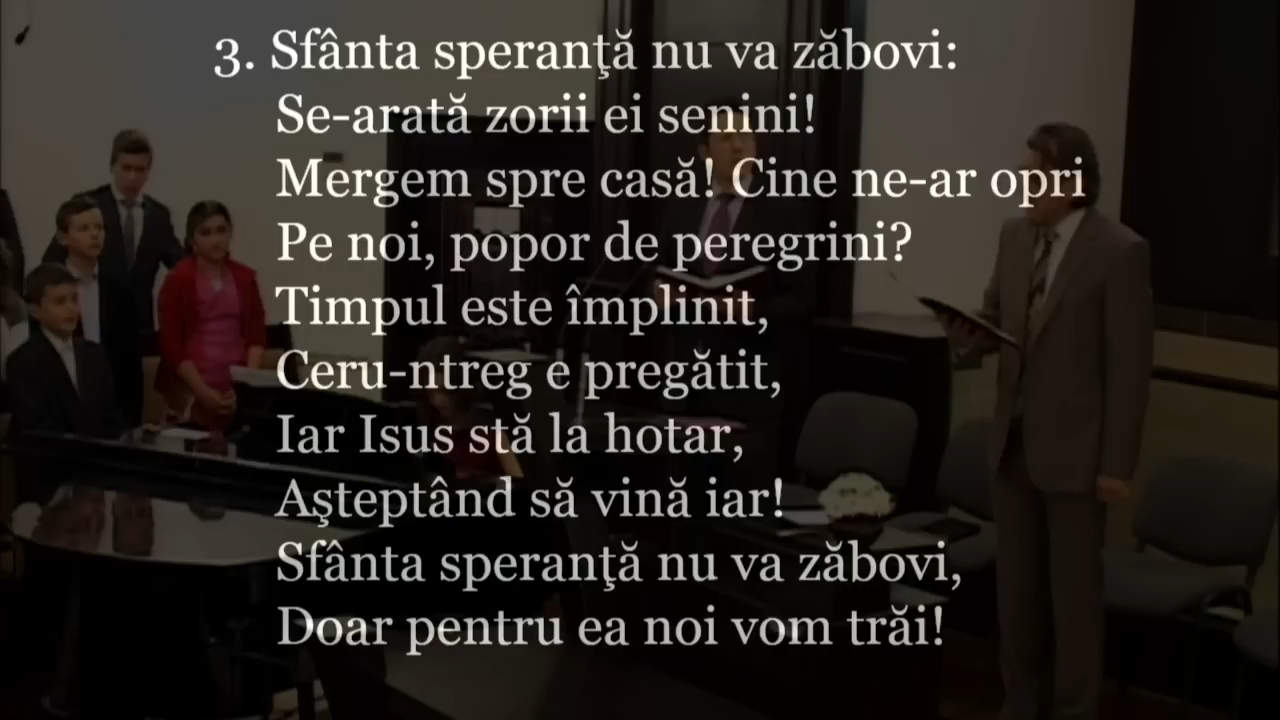 3. Sfânta speranţă nu va zăbovi:
Se-arată zorii ei senini!
Mergem spre casă! Cine ne-ar opri
Pe noi, popor de peregrini?
Timpul este împlinit,
Ceru-ntreg e pregătit,
Iar Isus stă la hotar,
Aşteptând să vină iar!
Sfânta speranţă nu va zăbovi,
Doar pentru ea noi vom trăi!